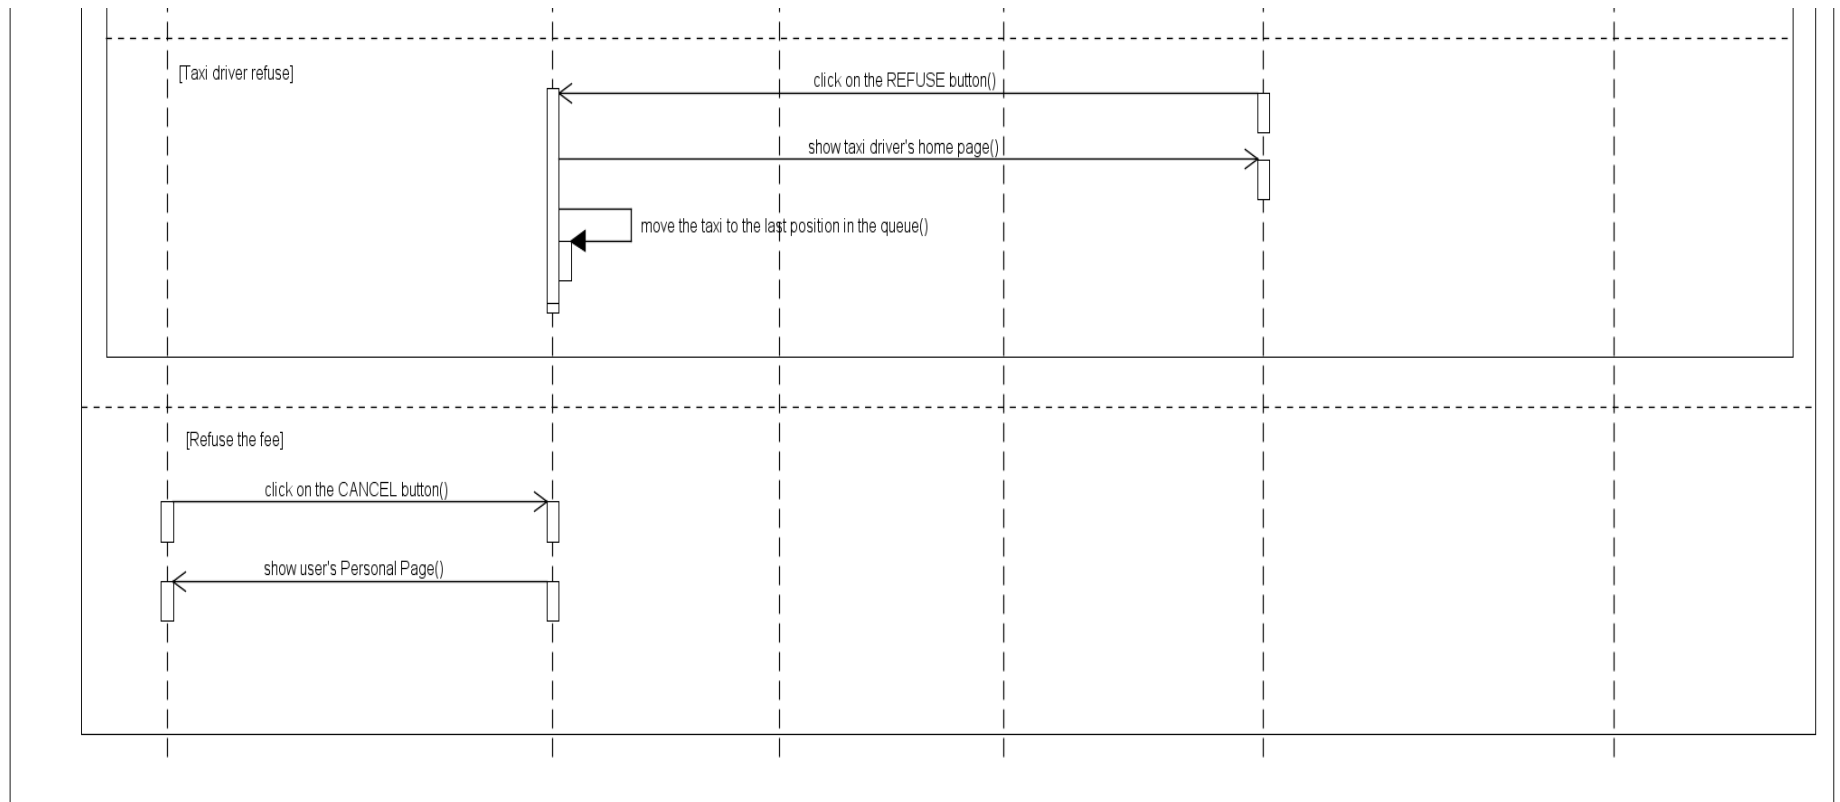 [Taxi driver refuse]
click on the REFUSE button()
show taxi driver's home page()
move the taxi to the last position in the queue()
[Refuse the fee]
click on the CANCEL button()
show user's Personal Page()